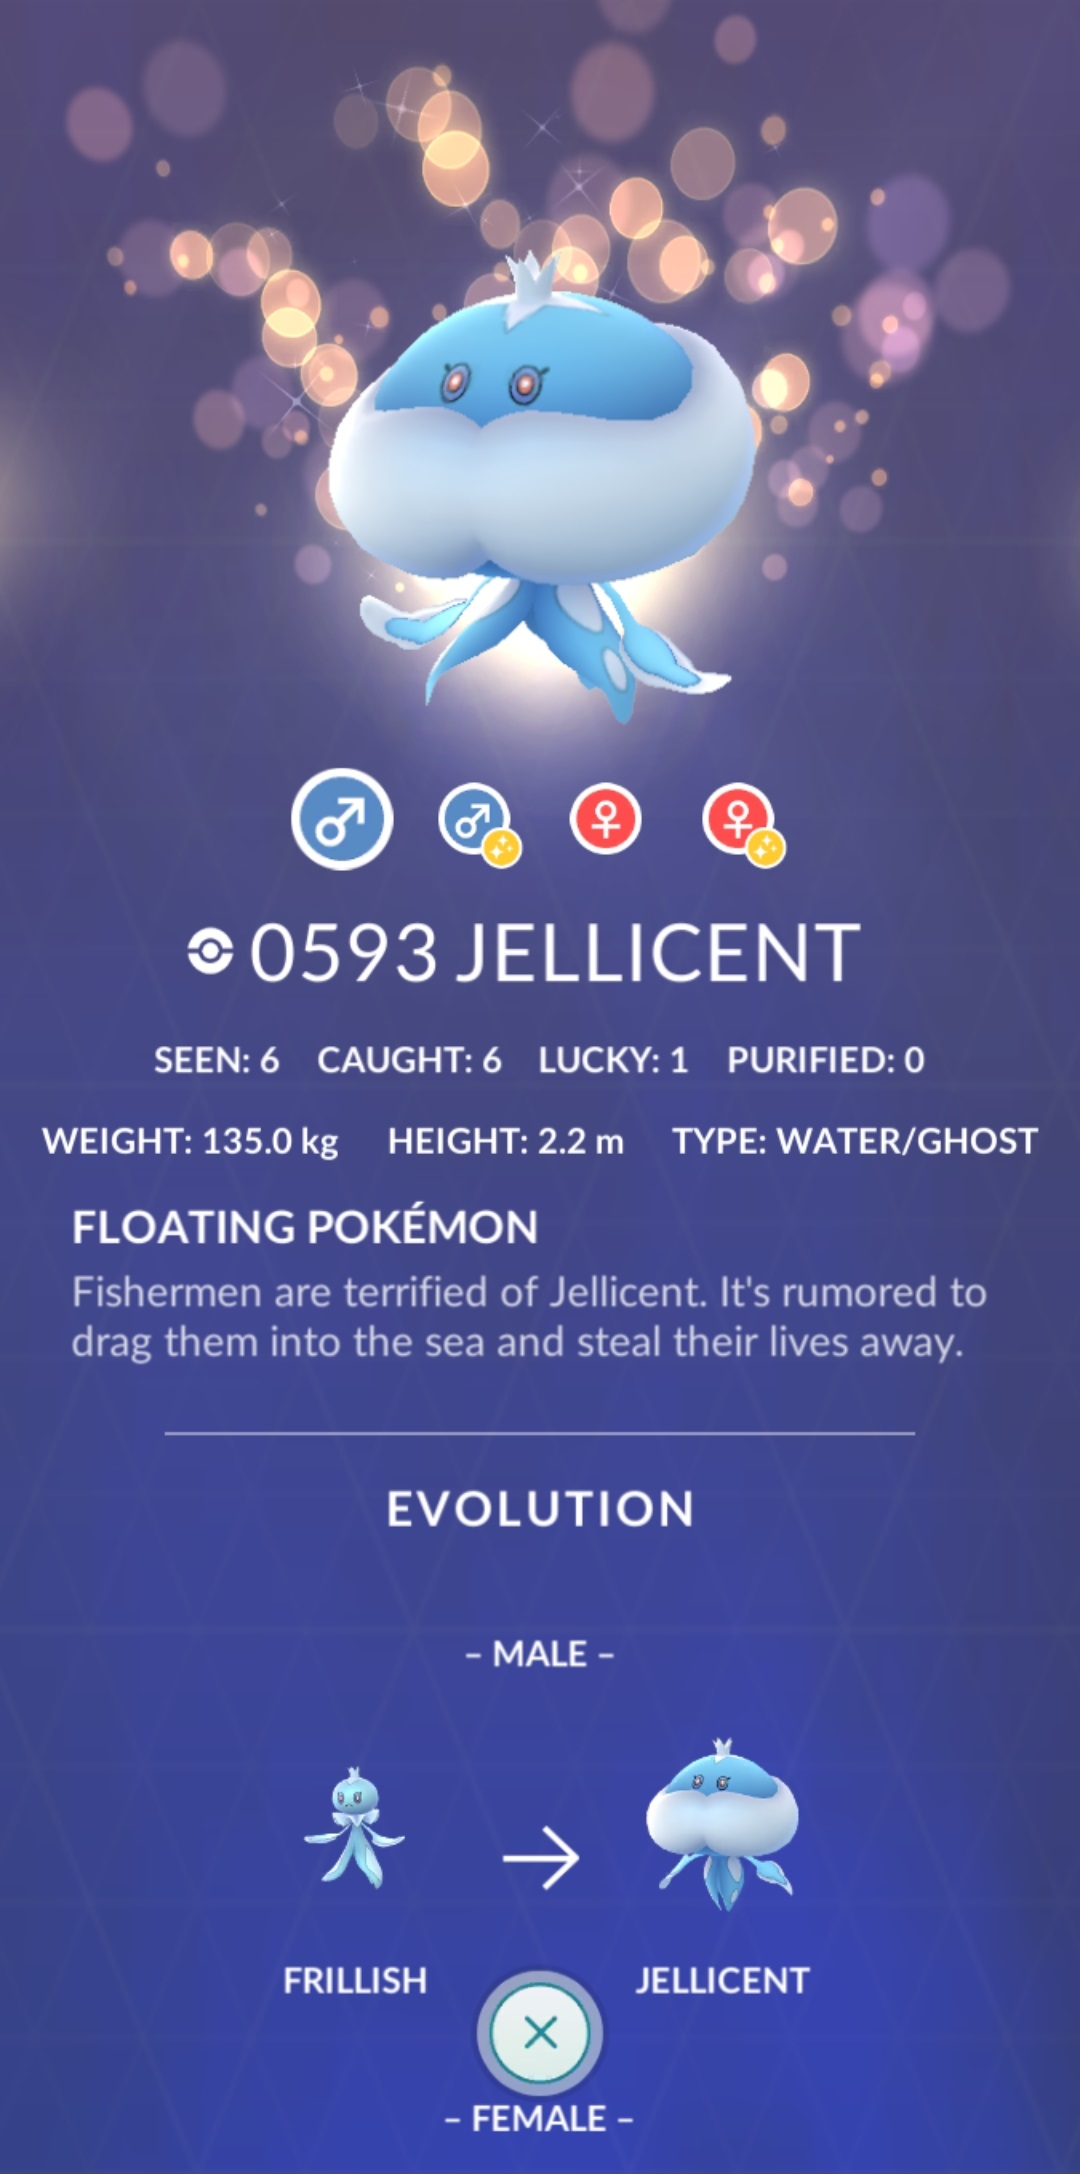 0593 JELLICENT
SEEN: 6 CAUGHT: 6 LUCKY: 1 PURIFIED: 0
WEIGHT: 135.0 kg HEIGHT: 2.2 m TYPE: WATER/GHOST
FLOATING POKÉMON
Fishermen are terrified of Jellicent. It's rumored to
drag them into the sea and steal their lives away.
EVOLUTION
– MALE –
FRILLISH JELLICENT
– FEMALE –